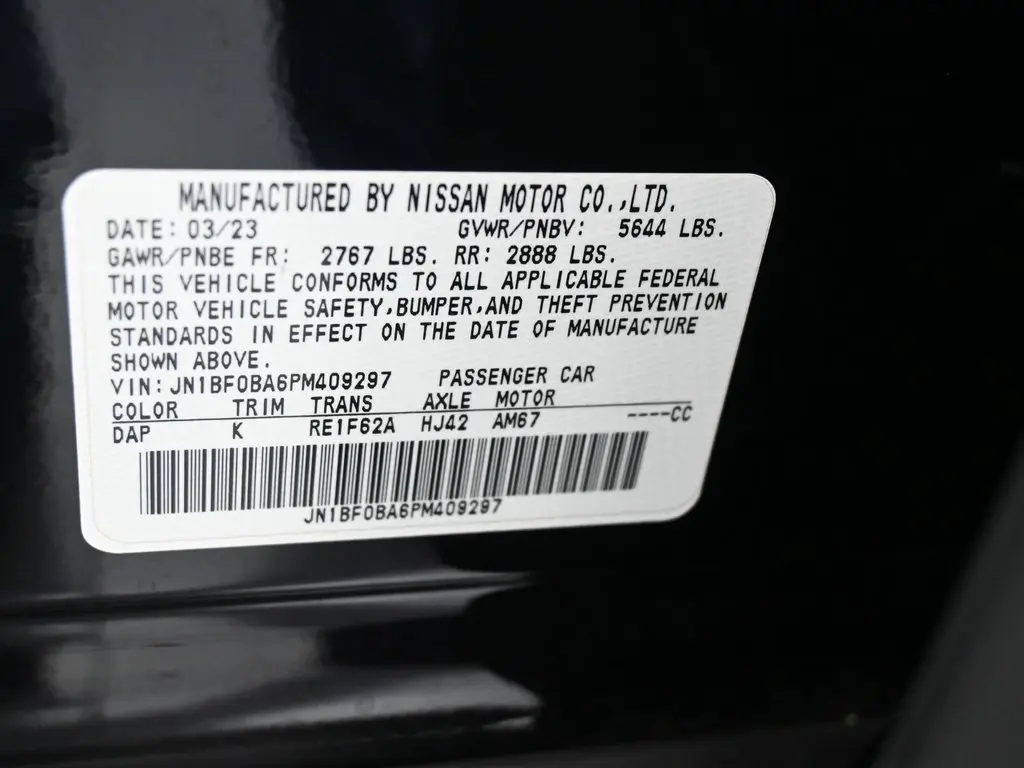 MANUFACTURED BY NISSAN MOTOR CO.,LTD.
DATE: 03/23 GVWR/PNBV: 5644 LBS.
GAWR/PNBE FR: 2767 LBS. RR: 2888 LBS.
THIS VEHICLE CONFORMS TO ALL APPLICABLE FEDERAL
MOTOR VEHICLE SAFETY,BUMPER,AND THEFT PREVENTION
STANDARDS IN EFFECT ON THE DATE OF MANUFACTURE
SHOWN ABOVE.
VIN: JN1BF0BA6PM409297 PASSENGER CAR
COLOR TRIM TRANS AXLE MOTOR
DAP K RE1F62A HJ42 AM67 ----CC
JN1BF0BA6PM409297